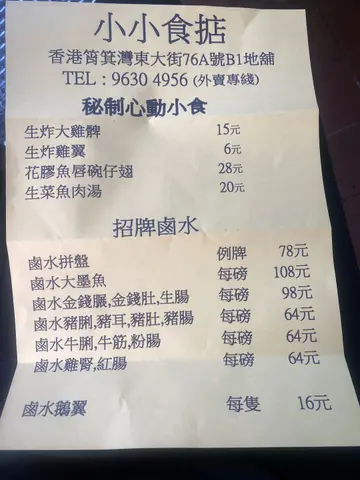 小小食掂
香港筲箕灣東大街76A號B1地舖
TEL：9630 4956 (外賣專綫)
秘制心動小食
生炸大雞髀 15元
生炸雞翼 6元
花膠魚唇碗仔翅 28元
生菜魚肉湯 20元
招牌鹵水
鹵水拼盤 例牌 78元
鹵水大墨魚 每磅 108元
鹵水金錢𦟌,金錢肚,生腸 每磅 98元
鹵水豬脷,豬耳,豬肚,豬腸 每磅 64元
鹵水牛脷,牛筋,粉腸 每磅 64元
鹵水雞腎,紅腸 每磅 64元
鹵水鵝翼 每隻 16元